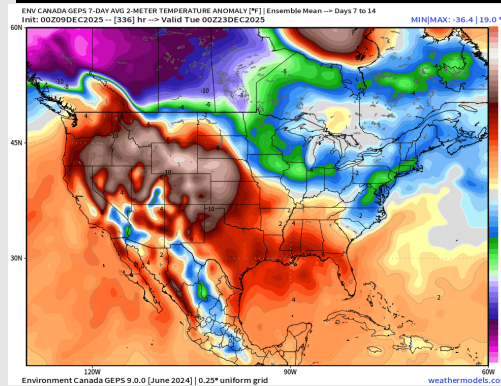 ENV CANADA GEPS 7-DAY AVG 2-METER TEMPERATURE ANOMALY [°F] | Ensemble Mean --> Days 7 to 14
Init: 00Z09DEC2025 -- [336] hr --> Valid Tue 00Z23DEC2025 MIN|MAX: -36.4 | 19.0 °
60N
45N
30N
120W 90W 60W
Environment Canada GEPS 9.0.0 [June 2024] | 0.25° uniform grid weathermodels.co